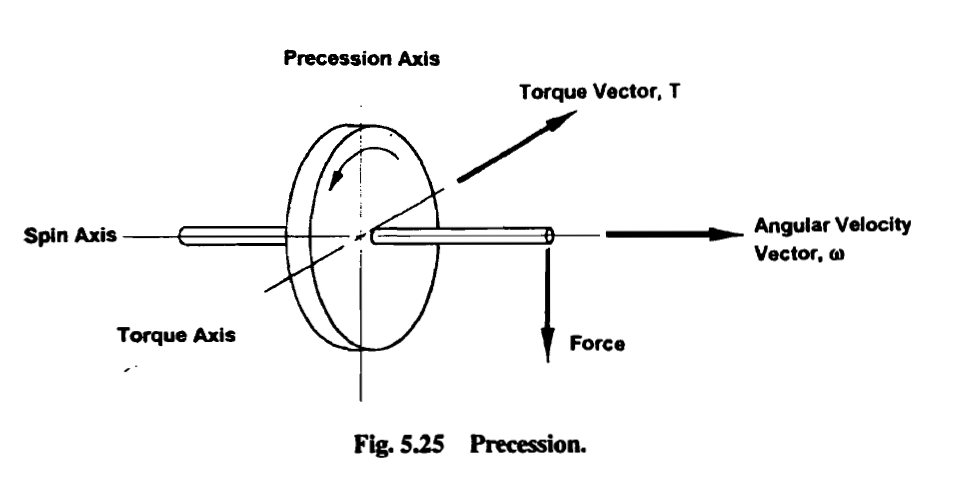 Precession Axis
Torque Vector, T
Spin Axis
Angular Velocity
Vector, ω
Torque Axis
Force
Fig. 5.25 Precession.